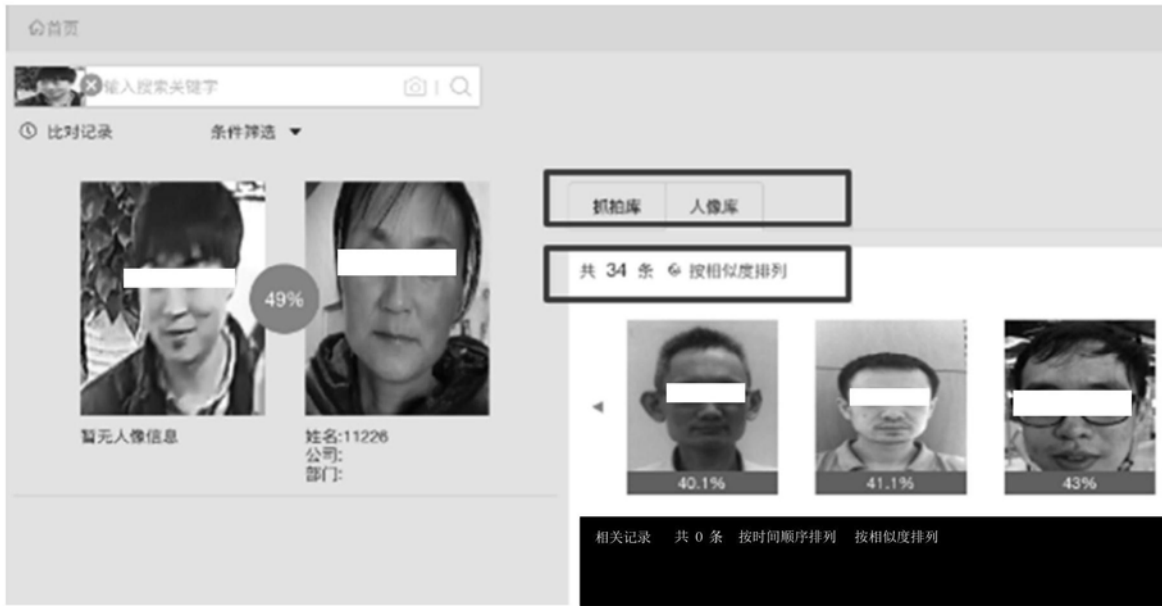 首页
输入搜索关键字
比对记录 条件筛选
49%
暂无人像信息
姓名:11226
公司:
部门:
抓拍库 人像库
共 34 条 按相似度排列
40.1% 41.1% 43%
相关记录 共 0 条 按时间顺序排列 按相似度排列